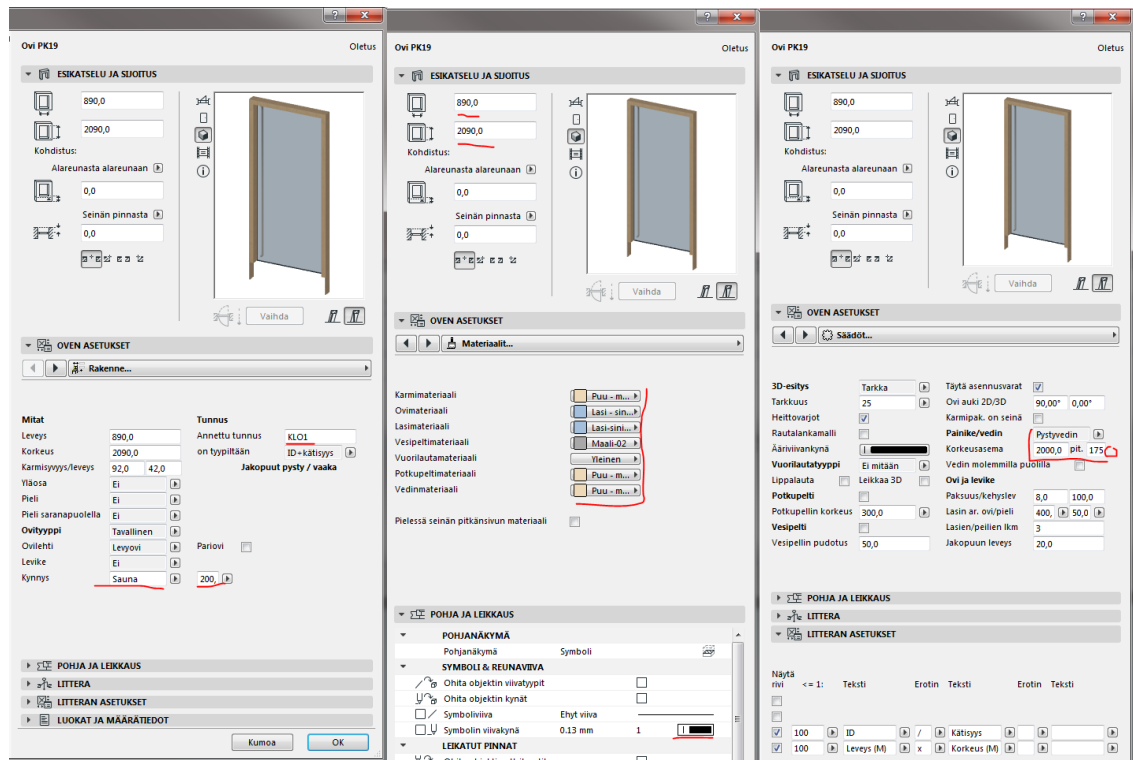 Ovi PK19 Oletus
ESIKATSELU JA SIJOITUS
890,0
2090,0
Kohdistus:
Alareunasta alareunaan
0,0
Seinän pinnasta
0,0
Vaihda
OVEN ASETUKSET
Rakenne...
Mitat Tunnus
Leveys 890,0 Annettu tunnus KLO1
Korkeus 2090,0 on tyypiltään ID+kätisyys
Karmisyvyys/leveys 92,0 42,0 Jakopuut pysty / vaaka
Yläosa Ei
Pieli Ei
Pieli saranapuolella Ei
Ovityyppi Tavallinen
Ovilehti Levyovi Pariovi
Levike Ei
Kynnys Sauna 200,
POHJA JA LEIKKAUS
LITTERA
LITTERAN ASETUKSET
LUOKAT JA MÄÄRÄTIEDOT
Kumoa OK
Ovi PK19 Oletus
ESIKATSELU JA SIJOITUS
890,0
2090,0
Kohdistus:
Alareunasta alareunaan
0,0
Seinän pinnasta
0,0
Vaihda
OVEN ASETUKSET
Materiaalit...
Karmimateriaali Puu - m...
Ovimateriaali Lasi - sin...
Lasimateriaali Lasi-sini...
Vesipeltimateriaali Maali-02
Vuorilautamateriaali Yleinen
Potkupeltimateriaali Puu - m...
Vedinmateriaali Puu - m...
Pielessä seinän pitkänsivun materiaali
POHJA JA LEIKKAUS
POHJANÄKYMÄ
Pohjanäkymä Symboli
SYMBOLI & REUNAVIIVA
Ohita objektin viivatyypit
Ohita objektin kynät
Symboliviiva Ehyt viiva
Symbolin viivakynä 0.13 mm 1
LEIKATUT PINNAT
Ovi PK19 Oletus
ESIKATSELU JA SIJOITUS
890,0
2090,0
Kohdistus:
Alareunasta alareunaan
0,0
Seinän pinnasta
0,0
Vaihda
OVEN ASETUKSET
Säädöt...
3D-esitys Tarkka Täytä asennusvarat
Tarkkuus 25 Ovi auki 2D/3D 90,00° 0,00°
Heittovarjot Karmipak. on seinä
Rautalankamalli Painike/vedin Pystyvedin
Ääriviivankynä Korkeusasema 2000,0 pit. 175
Vuorilautatyyppi Ei mitään Vedin molemmilla puolilla
Lippalauta Leikkaa 3D Ovi ja levike
Potkupelti Paksuus/kehyslev 8,0 100,0
Potkupellin korkeus 300,0 Lasin ar. ovi/pieli 400, 50,0
Vesipelti Lasien/peilien lkm 3
Vesipellin pudotus 50,0 Jakopuun leveys 20,0
POHJA JA LEIKKAUS
LITTERA
LITTERAN ASETUKSET
Näytä
rivi <= 1: Teksti Erotin Teksti Erotin Teksti
100 ID / Kätisyys
100 Leveys (M) x Korkeus (M)